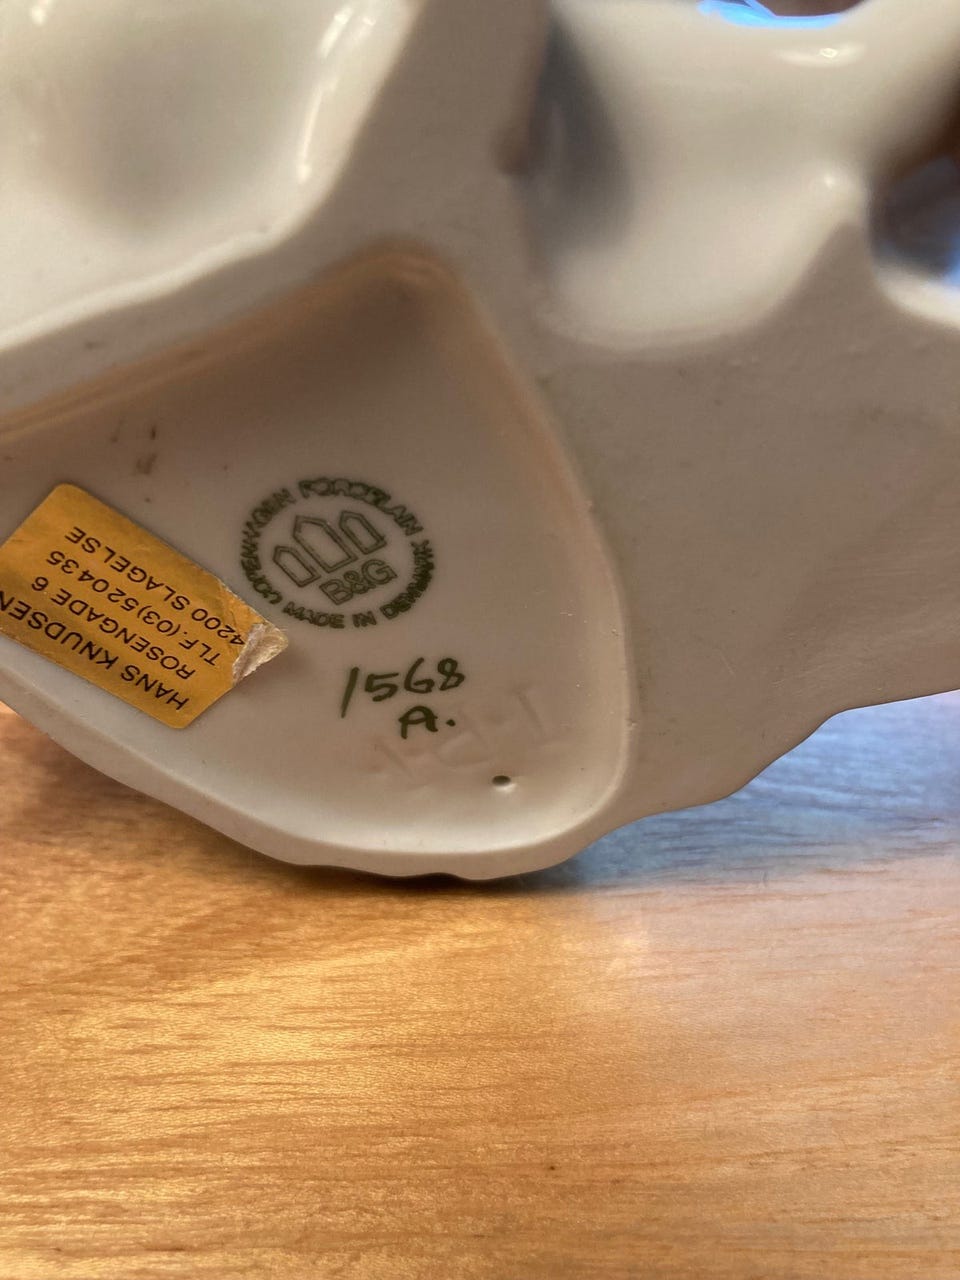 COPENHAGEN PORCELAIN
B&G
MADE IN DENMARK
1568
A.
HANS KNUDSEN
ROSENGADE 6
TLF. (03) 520435
4200 SLAGELSE